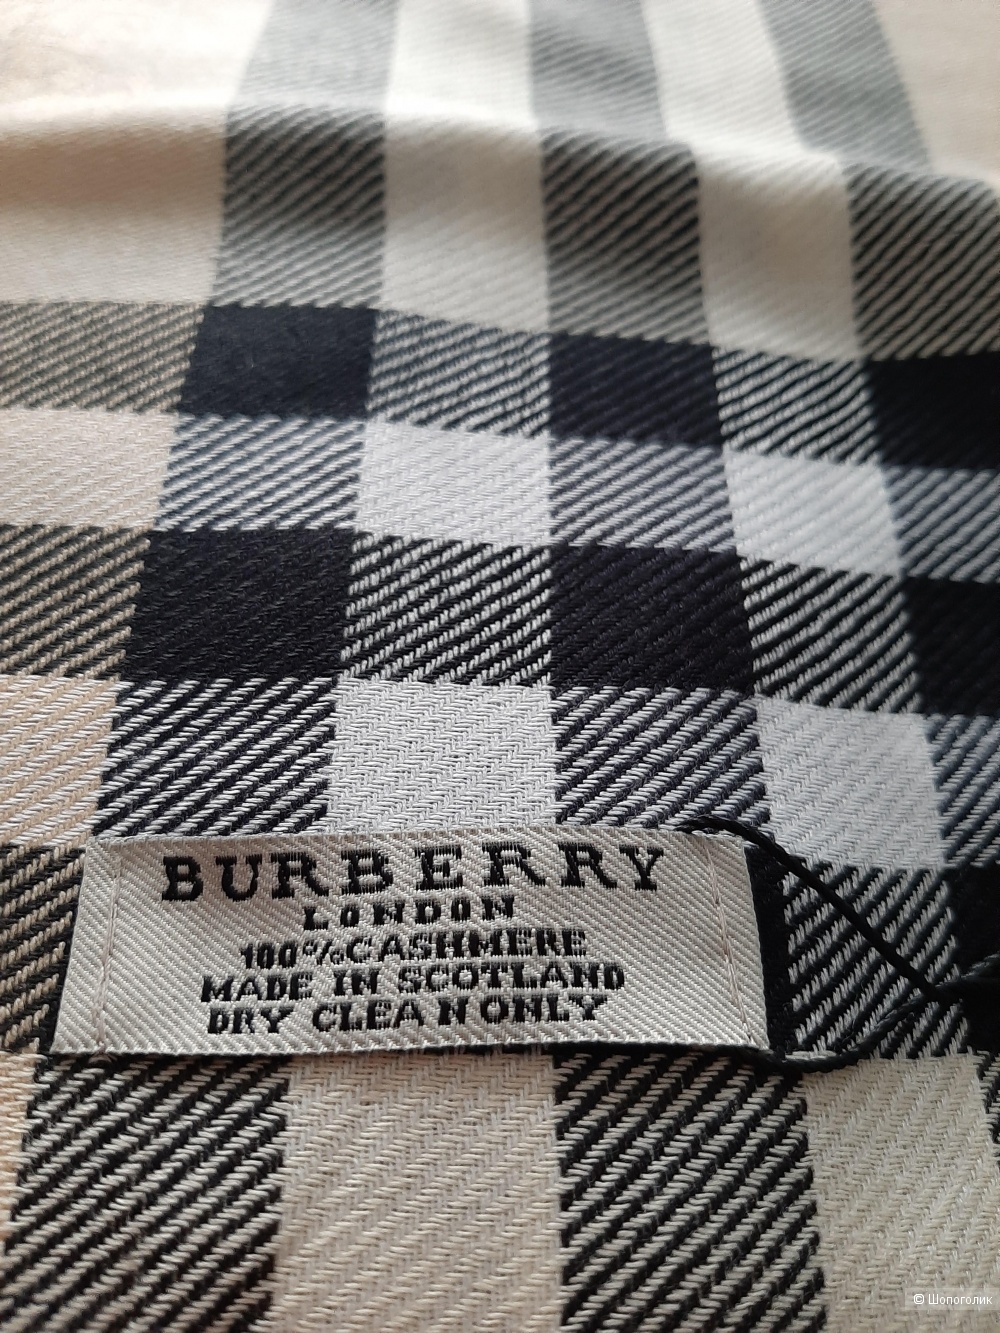 BURBERRY
LONDON
100%CASHMERE
MADE IN SCOTLAND
DRY CLEAN ONLY
© Шопоголик